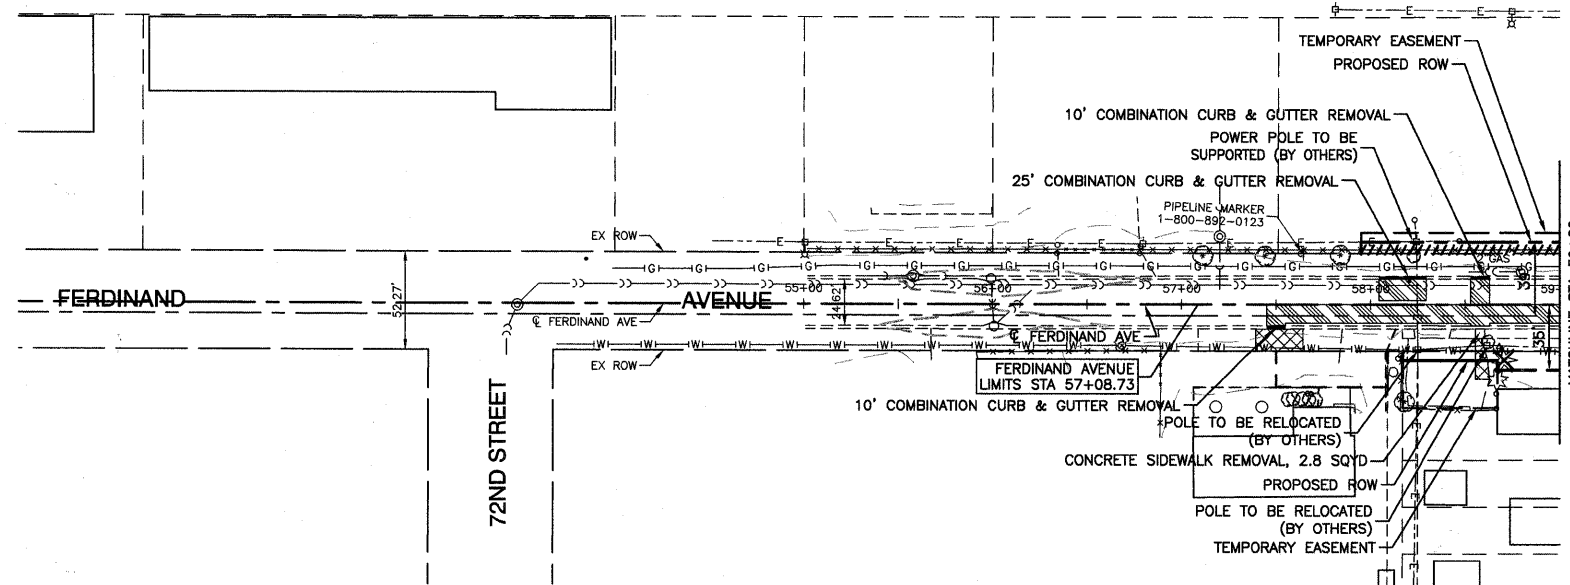 TEMPORARY EASEMENT
PROPOSED ROW
10' COMBINATION CURB & GUTTER REMOVAL
POWER POLE TO BE
SUPPORTED (BY OTHERS)
25' COMBINATION CURB & GUTTER REMOVAL
PIPELINE MARKER
1-800-892-0123
EX ROW
GAS
FERDINAND
AVENUE
52.27'
24.62'
55+00
56+00
57+00
58+00
59+
35'
℄ FERDINAND AVE
℄ FERDINAND AVE
EX ROW
FERDINAND AVENUE
LIMITS STA 57+08.73
10' COMBINATION CURB & GUTTER REMOVAL
72ND STREET
POLE TO BE RELOCATED
(BY OTHERS)
CONCRETE SIDEWALK REMOVAL, 2.8 SQYD
PROPOSED ROW
POLE TO BE RELOCATED
(BY OTHERS)
TEMPORARY EASEMENT